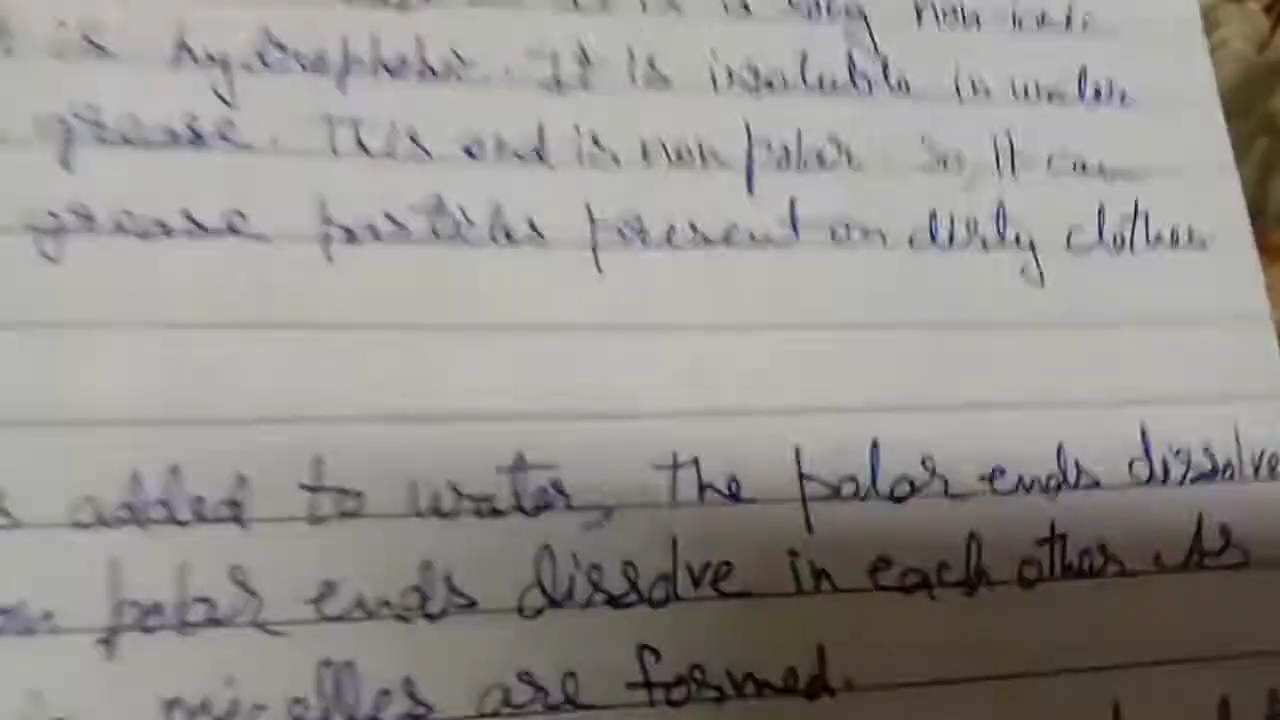 is hydrophobic. It is insoluble in water
grease. This end is non polar. So, It can
grease particles present on dirty clothes
added to water, the polar ends dissolve
polar ends dissolve in each other. As
micelles are formed.